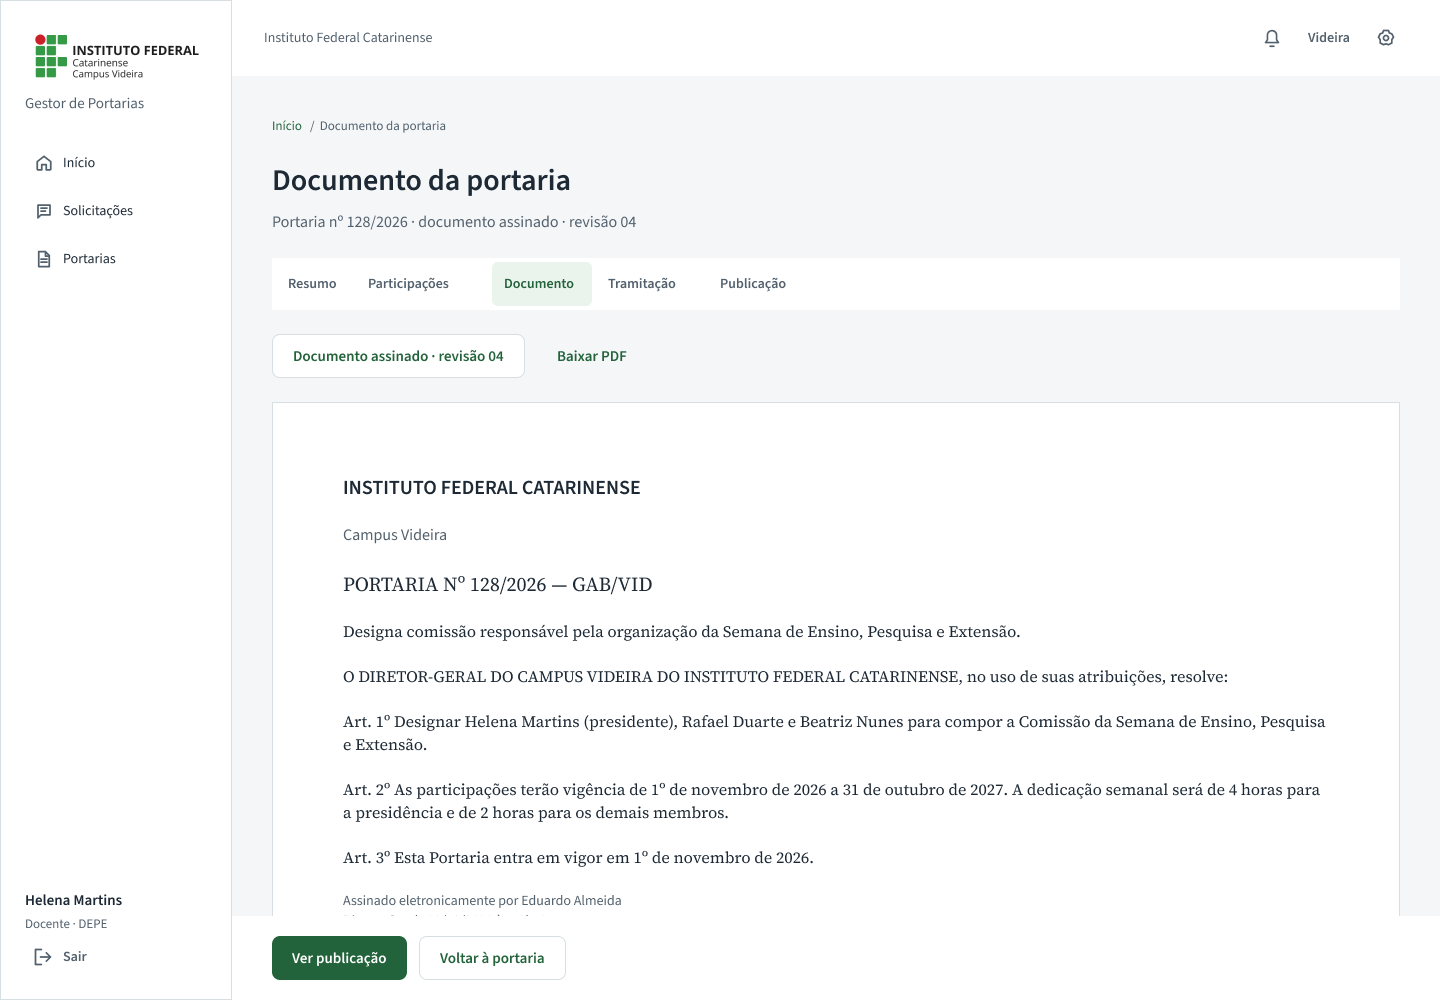 INSTITUTO FEDERAL
Catarinense
Campus Videira
Gestor de Portarias
Início
Solicitações
Portarias
Helena Martins
Docente · DEPE
Sair
Instituto Federal Catarinense
Videira
Início / Documento da portaria
Documento da portaria
Portaria nº 128/2026 · documento assinado · revisão 04
Resumo Participações Documento Tramitação Publicação
Documento assinado · revisão 04 Baixar PDF
INSTITUTO FEDERAL CATARINENSE
Campus Videira
PORTARIA Nº 128/2026 — GAB/VID
Designa comissão responsável pela organização da Semana de Ensino, Pesquisa e Extensão.
O DIRETOR-GERAL DO CAMPUS VIDEIRA DO INSTITUTO FEDERAL CATARINENSE, no uso de suas atribuições, resolve:
Art. 1º Designar Helena Martins (presidente), Rafael Duarte e Beatriz Nunes para compor a Comissão da Semana de Ensino, Pesquisa
e Extensão.
Art. 2º As participações terão vigência de 1º de novembro de 2026 a 31 de outubro de 2027. A dedicação semanal será de 4 horas para
a presidência e de 2 horas para os demais membros.
Art. 3º Esta Portaria entra em vigor em 1º de novembro de 2026.
Assinado eletronicamente por Eduardo Almeida
Ver publicação Voltar à portaria